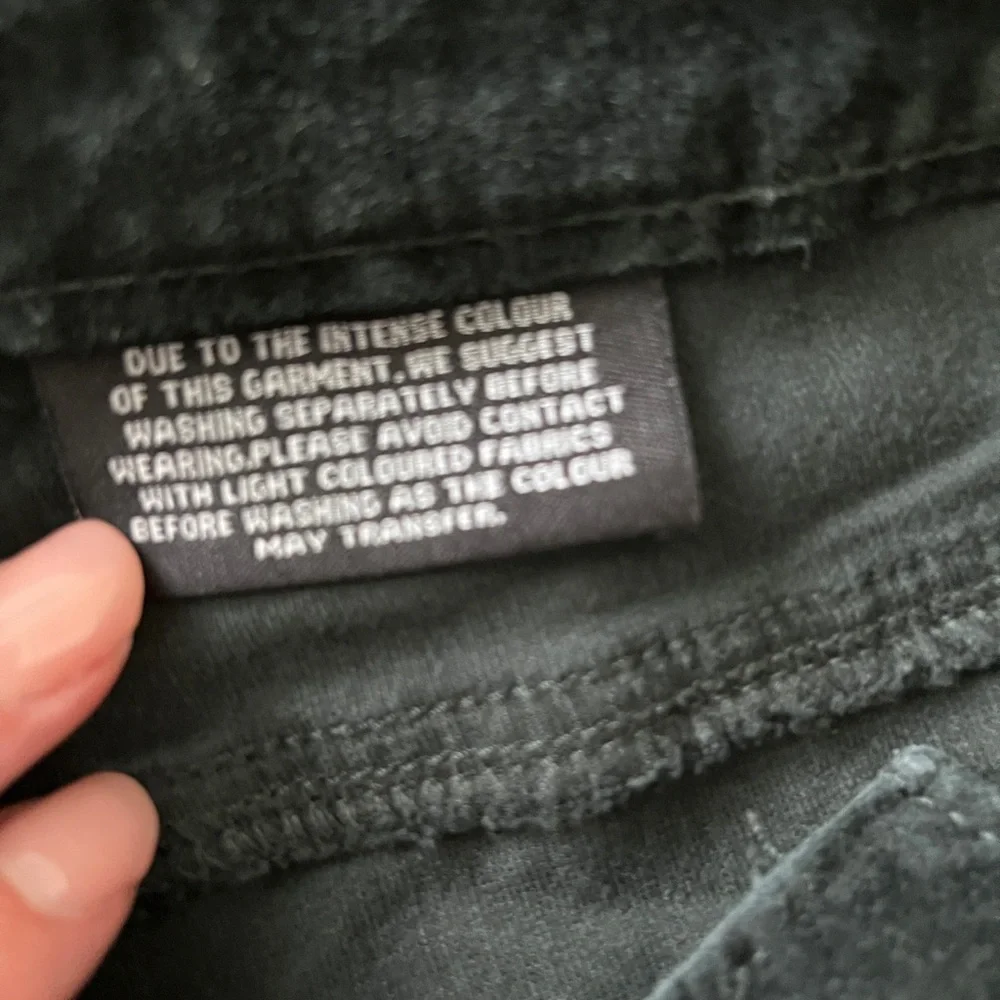 DUE TO THE INTENSE COLOUR
OF THIS GARMENT.WE SUGGEST
WASHING SEPARATELY BEFORE
WEARING.PLEASE AVOID CONTACT
WITH LIGHT COLOURED FABRICS
BEFORE WASHING AS THE COLOUR
MAY TRANSFER.